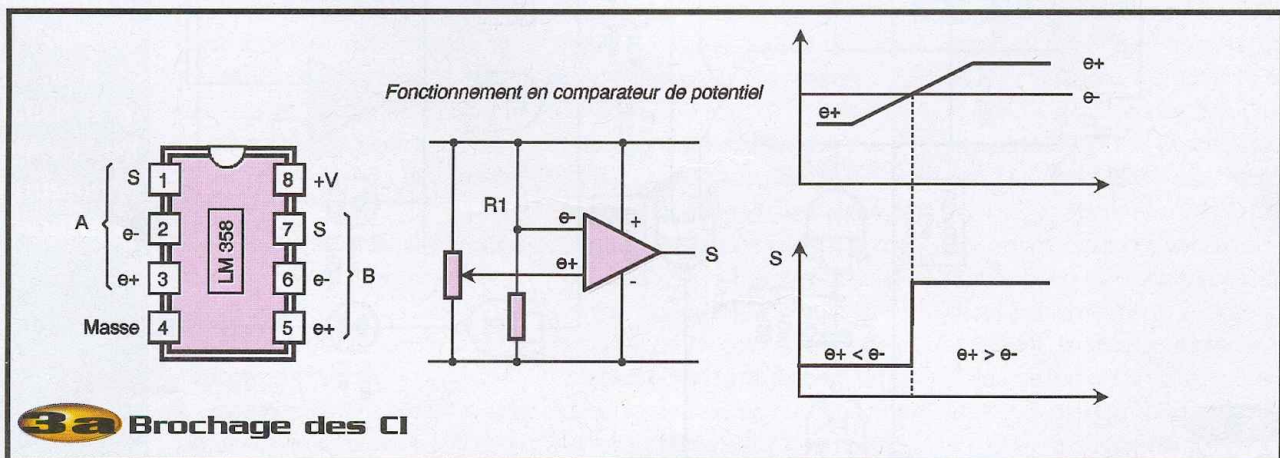 Fonctionnement en comparateur de potentiel
A
S 1
e- 2
e+ 3
Masse 4
LM 358
8 +V
7 S
6 e-
5 e+
B
R1
e-
e+
+
-
S
e+
e-
e+
S
e+ < e-
e+ > e-
3a Brochage des CI